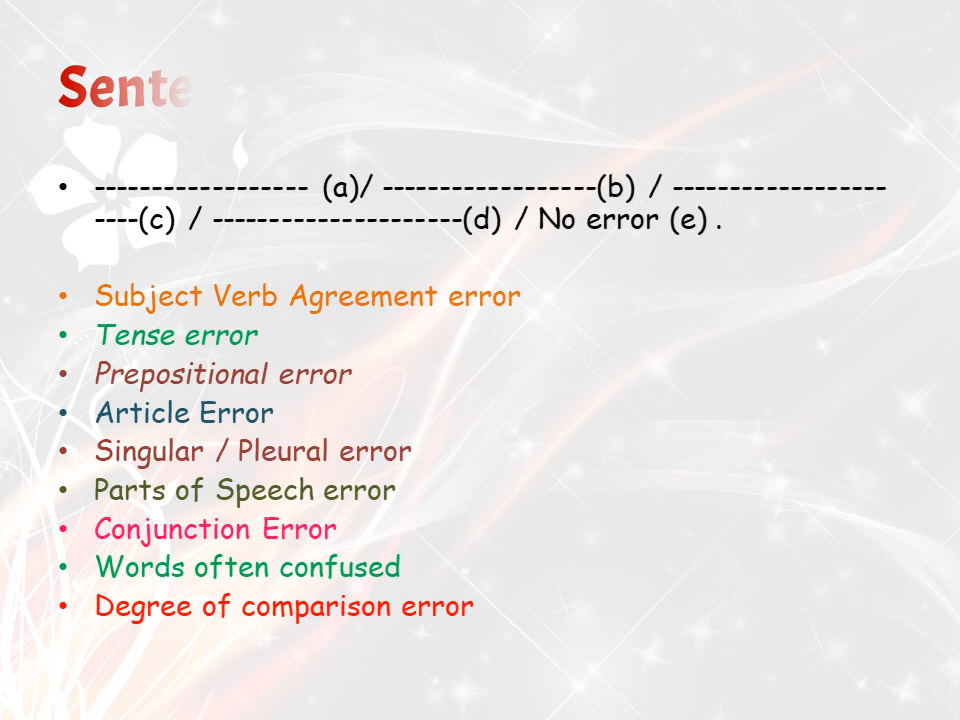 Sente
• ------------------- (a)/ -------------------(b) / -------------------
----(c) / ----------------------(d) / No error (e) .
• Subject Verb Agreement error
• Tense error
• Prepositional error
• Article Error
• Singular / Pleural error
• Parts of Speech error
• Conjunction Error
• Words often confused
• Degree of comparison error